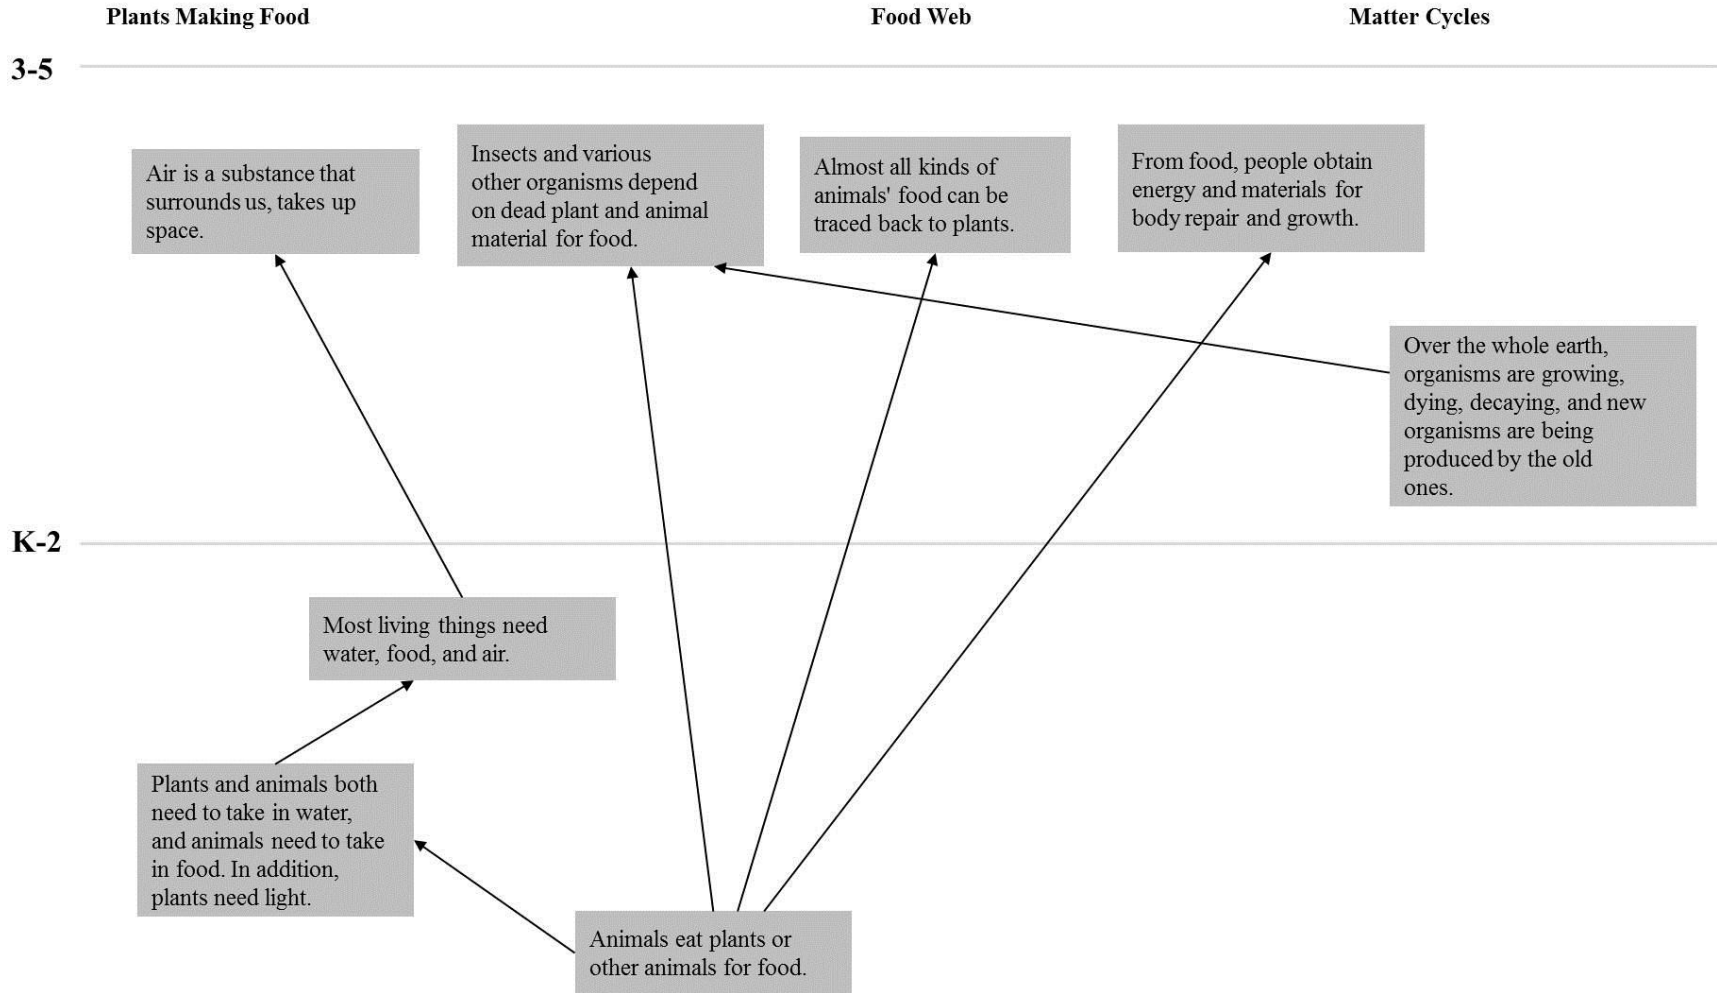 Plants Making Food
Food Web
Matter Cycles
3-5
Air is a substance that
surrounds us, takes up
space.
Insects and various
other organisms depend
on dead plant and animal
material for food.
Almost all kinds of
animals' food can be
traced back to plants.
From food, people obtain
energy and materials for
body repair and growth.
Over the whole earth,
organisms are growing,
dying, decaying, and new
organisms are being
produced by the old
ones.
K-2
Most living things need
water, food, and air.
Plants and animals both
need to take in water,
and animals need to take
in food. In addition,
plants need light.
Animals eat plants or
other animals for food.